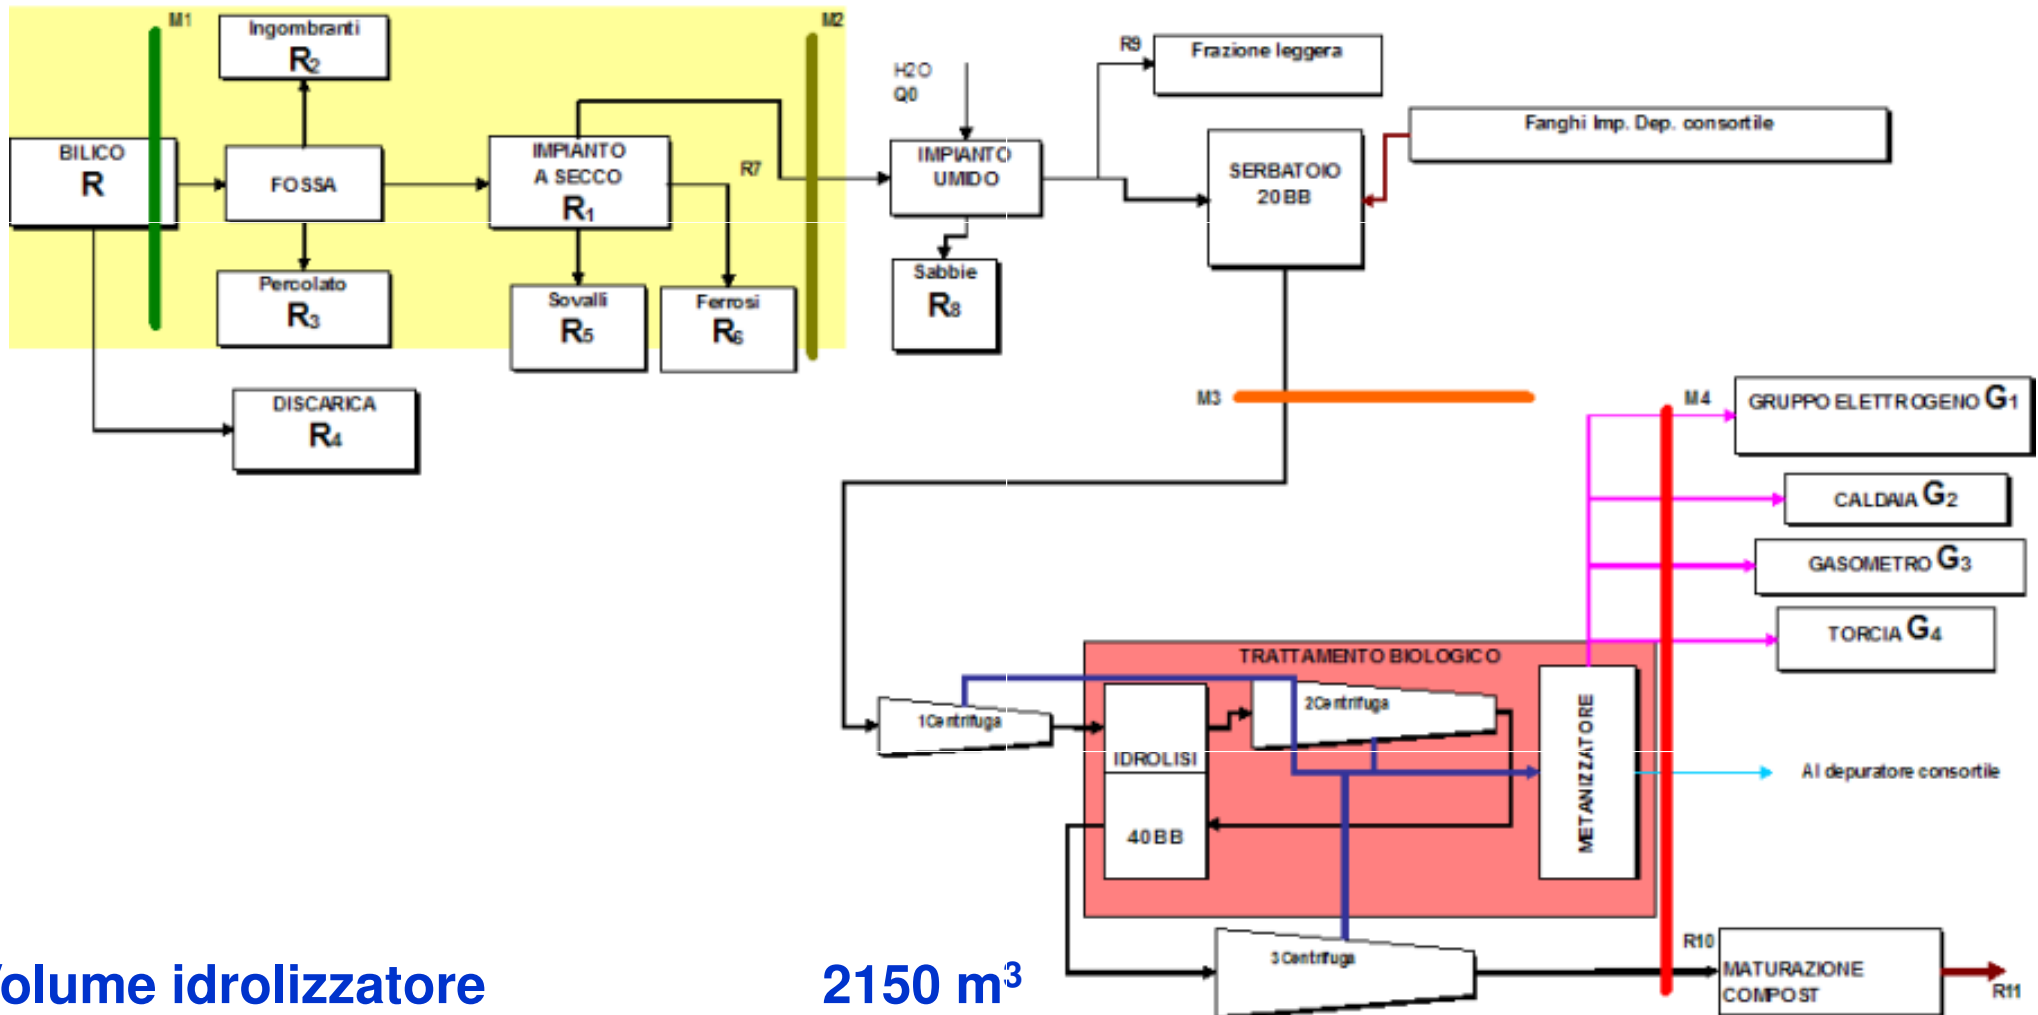 M1
Ingombranti
R2
M2
BILICO
R
FOSSA
IMPIANTO
A SECCO
R1
R7
Percolato
R3
Sovalli
R5
Ferrosi
R6
DISCARICA
R4
H2O
Q0
IMPIANTO
UMIDO
R9
Frazione leggera
Fanghi Imp. Dep. consortile
SERBATOIO
20BB
Sabbie
R8
M3
M4
GRUPPO ELETTROGENO G1
CALDAIA G2
GASOMETRO G3
TORCIA G4
TRATTAMENTO BIOLOGICO
1Centrifuga
IDROLISI
40BB
2Centrifuga
METANIZZATORE
Al depuratore consortile
3Centrifuga
R10
MATURAZIONE
COMPOST
R11
olume idrolizzatore 2150 m³